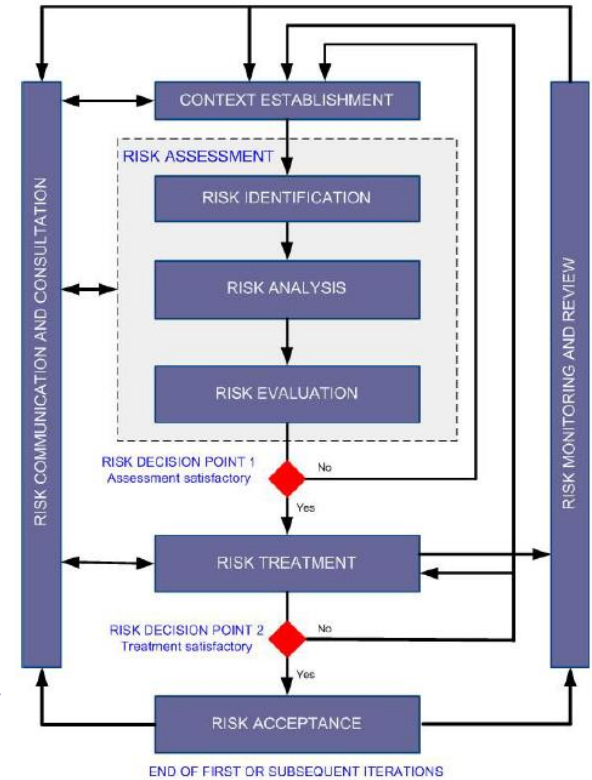 CONTEXT ESTABLISHMENT
RISK ASSESSMENT
RISK IDENTIFICATION
RISK ANALYSIS
RISK EVALUATION
RISK COMMUNICATION AND CONSULTATION
RISK MONITORING AND REVIEW
RISK DECISION POINT 1
Assessment satisfactory
No
Yes
RISK TREATMENT
RISK DECISION POINT 2
Treatment satisfactory
No
Yes
RISK ACCEPTANCE
END OF FIRST OR SUBSEQUENT ITERATIONS